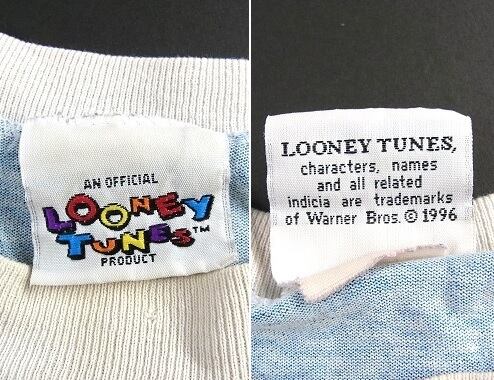 AN OFFICIAL
LOONEY
TUNES™
PRODUCT
LOONEY TUNES,
characters, names
and all related
indicia are trademarks
of Warner Bros. © 1996